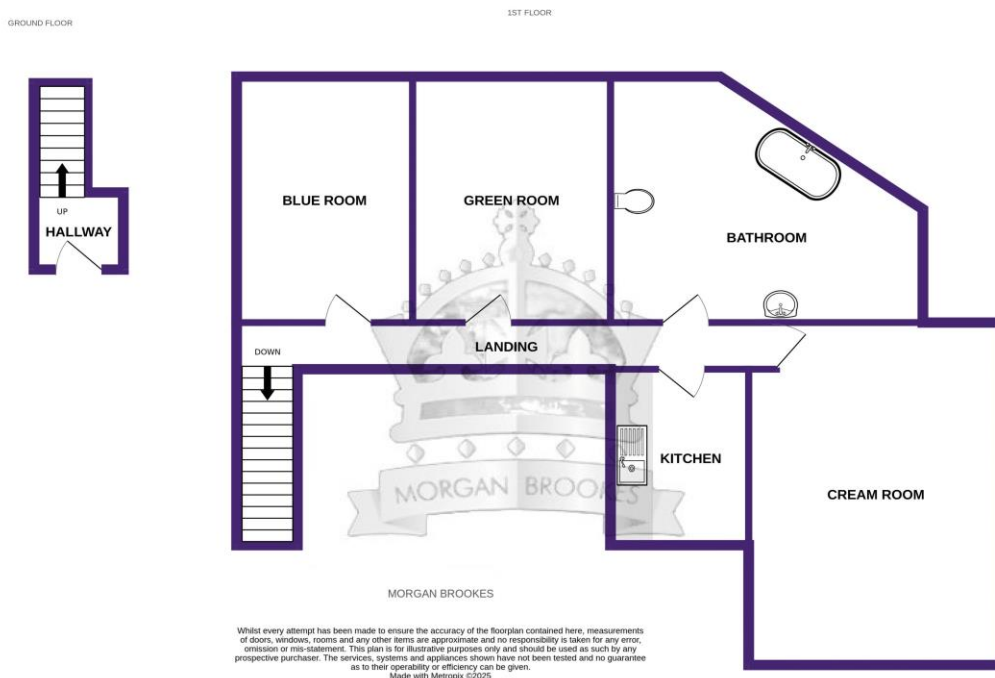 GROUND FLOOR
1ST FLOOR
UP
HALLWAY
BLUE ROOM
GREEN ROOM
BATHROOM
DOWN
LANDING
KITCHEN
CREAM ROOM
MORGAN BROOKES
MORGAN BROOKES
Whilst every attempt has been made to ensure the accuracy of the floorplan contained here, measurements
of doors, windows, rooms and any other items are approximate and no responsibility is taken for any error,
omission or mis-statement. This plan is for illustrative purposes only and should be used as such by any
prospective purchaser. The services, systems and appliances shown have not been tested and no guarantee
as to their operability or efficiency can be given.
Made with Metropix ©2025